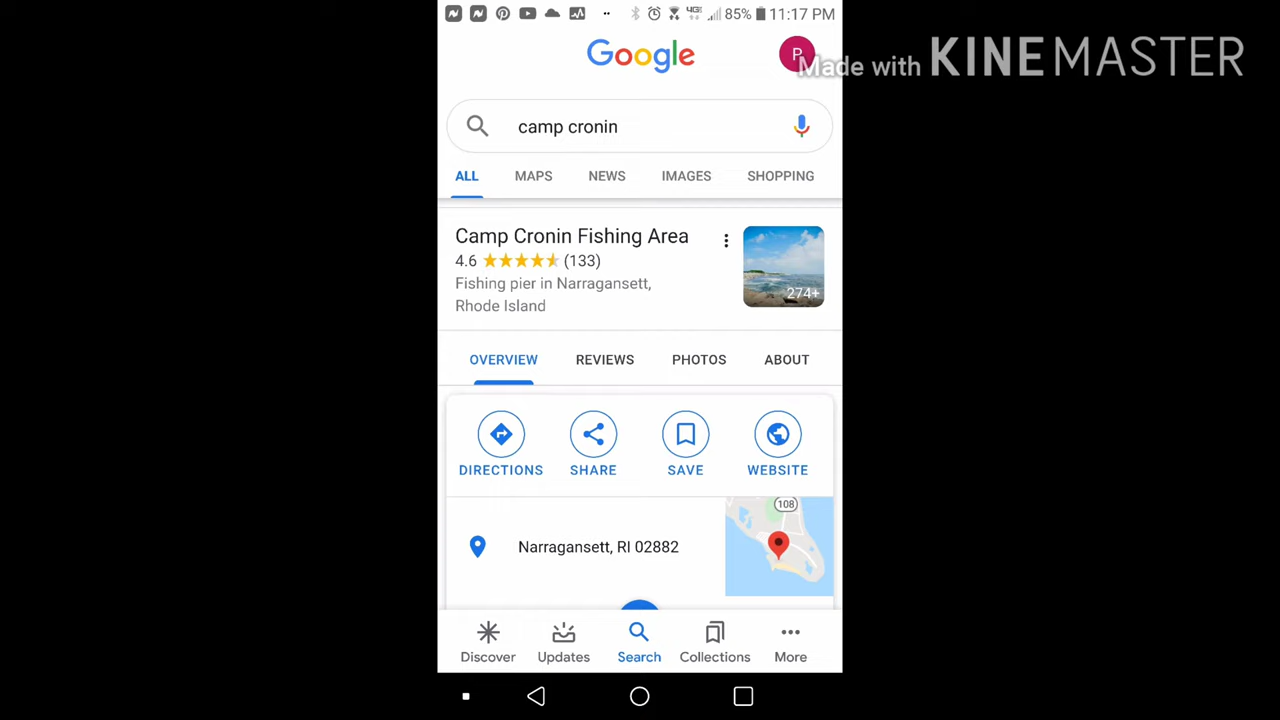 4G 85% 11:17 PM
Google
P
Made with KINEMASTER
camp cronin
ALL MAPS NEWS IMAGES SHOPPING
Camp Cronin Fishing Area
4.6 (133)
Fishing pier in Narragansett,
Rhode Island
274+
OVERVIEW REVIEWS PHOTOS ABOUT
DIRECTIONS SHARE SAVE WEBSITE
108
Narragansett, RI 02882
Discover Updates Search Collections More